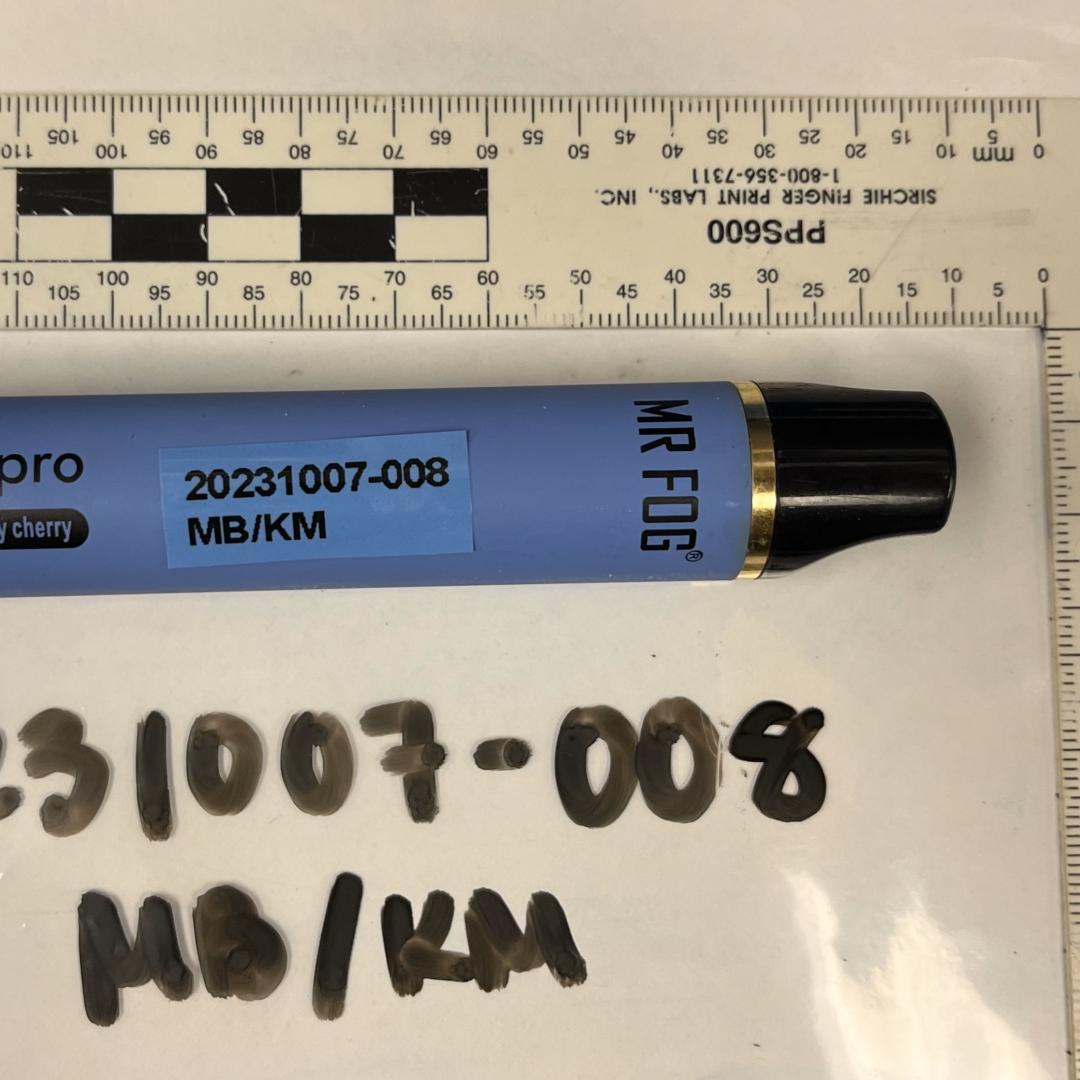 110 105 100 95 90 85 80 75 70 65 60 55 50 45 40 35 30 25 20 15 10 mm 5 0
1-800-356-7311
SIRCHIE FINGER PRINT LABS., INC.
PPS600
110 100 90 80 70 60 50 40 30 20 10 0
105 95 85 75 65 55 45 35 25 15 5
pro
y cherry
20231007-008
MB/KM
MR FOG®
231007-008
MB/KM